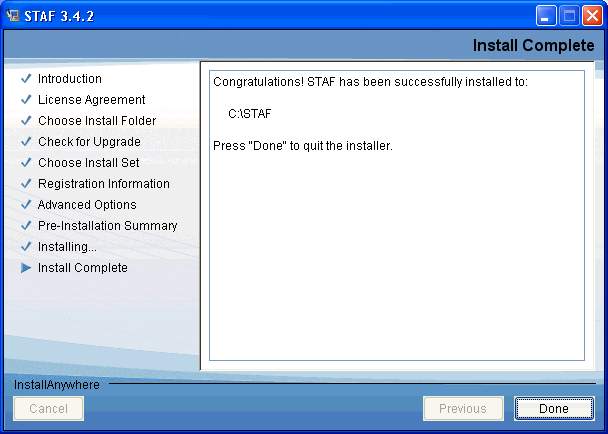 STAF 3.4.2
Install Complete
Introduction
License Agreement
Choose Install Folder
Check for Upgrade
Choose Install Set
Registration Information
Advanced Options
Pre-Installation Summary
Installing...
Install Complete
Congratulations! STAF has been successfully installed to:
C:\STAF
Press "Done" to quit the installer.
InstallAnywhere
Cancel
Previous
Done